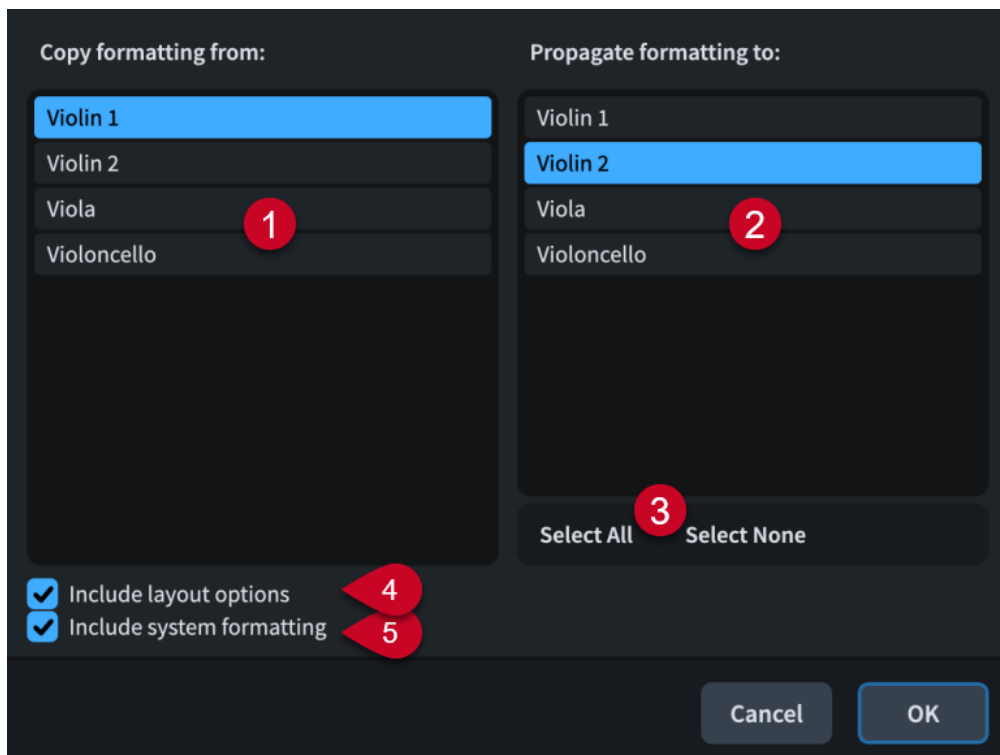 Copy formatting from:
Violin 1
Violin 2
Viola
Violoncello
1
Propagate formatting to:
Violin 1
Violin 2
Viola
Violoncello
2
Select All
3
Select None
Include layout options
4
Include system formatting
5
Cancel
OK